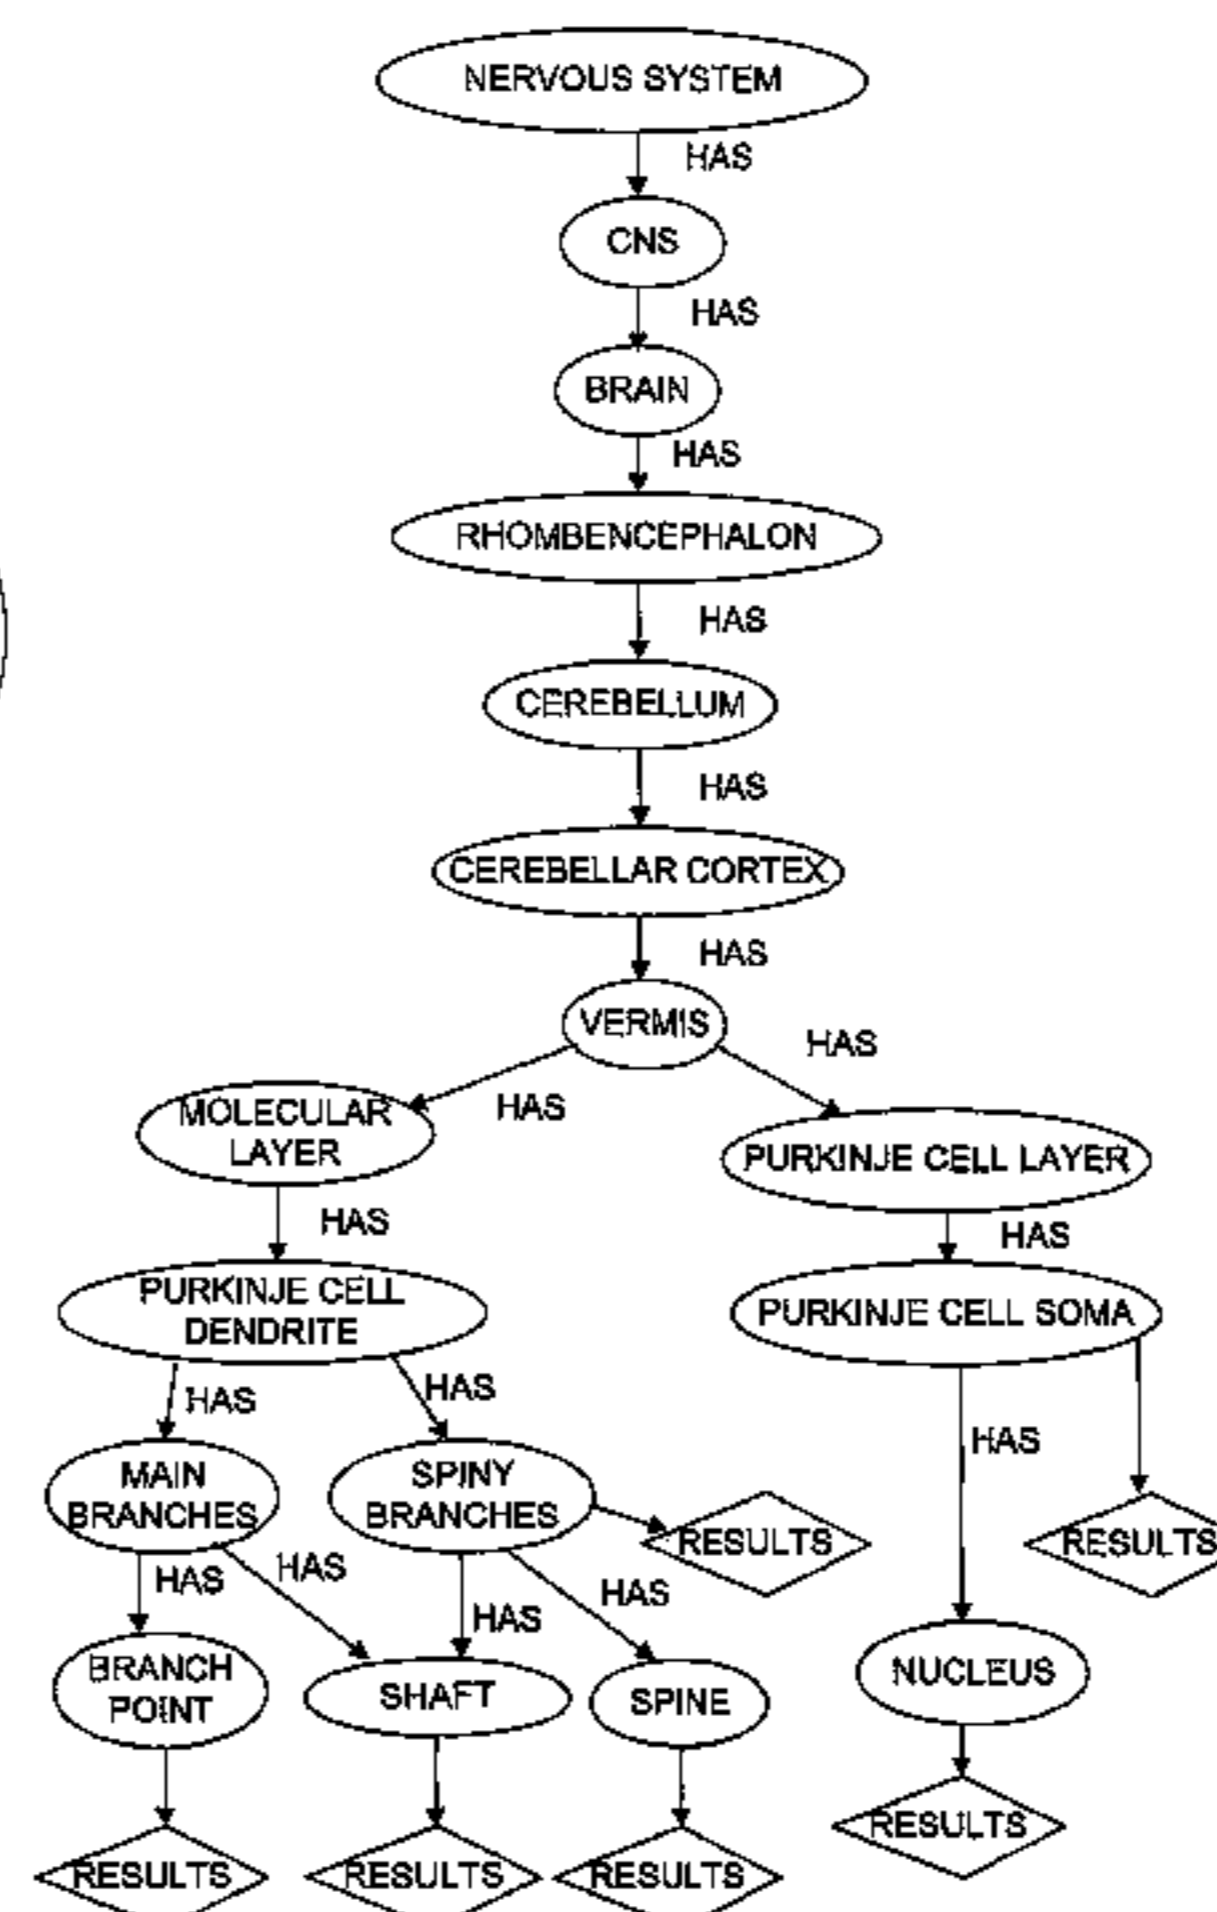 NERVOUS SYSTEM
HAS
CNS
HAS
BRAIN
HAS
RHOMBENCEPHALON
HAS
CEREBELLUM
HAS
CEREBELLAR CORTEX
HAS
VERMIS
HAS
HAS
MOLECULAR
LAYER
PURKINJE CELL LAYER
HAS
HAS
PURKINJE CELL
DENDRITE
PURKINJE CELL SOMA
HAS
HAS
HAS
MAIN
BRANCHES
SPINY
BRANCHES
RESULTS
RESULTS
HAS
HAS
HAS
HAS
BRANCH
POINT
SHAFT
SPINE
NUCLEUS
RESULTS
RESULTS
RESULTS
RESULTS